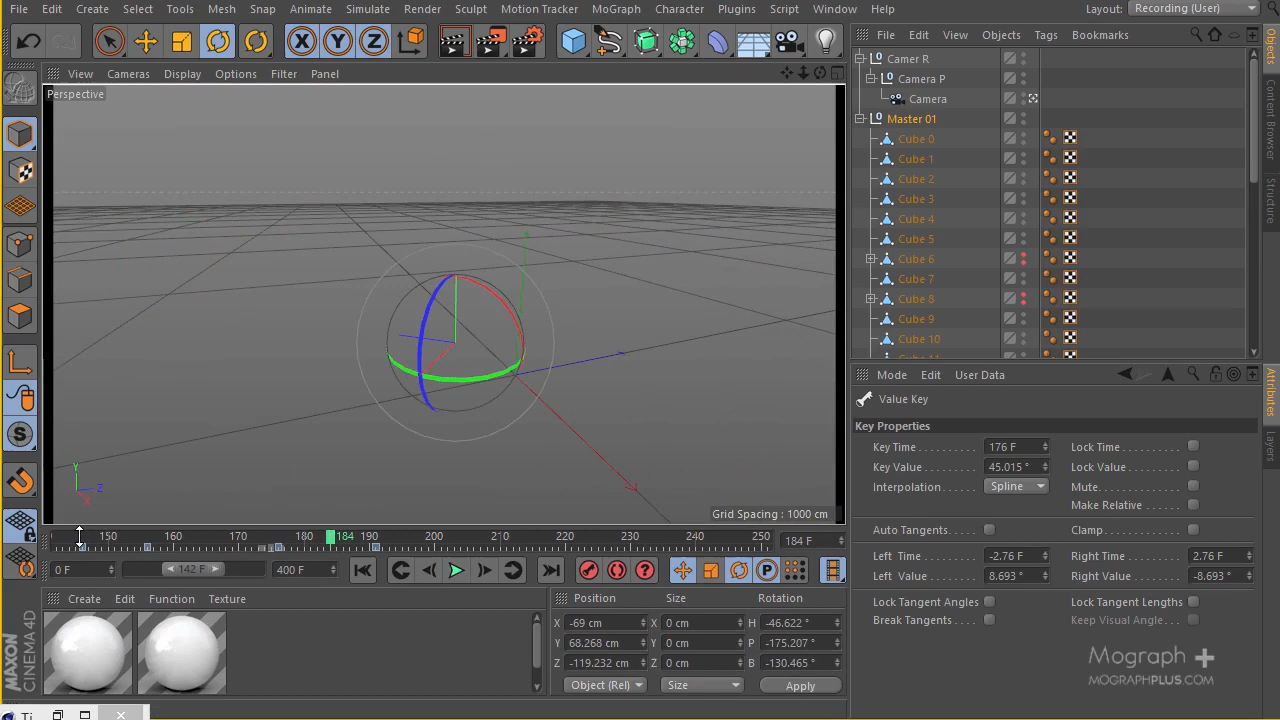 File Edit Create Select Tools Mesh Snap Animate Simulate Render Sculpt Motion Tracker MoGraph Character Plugins Script Window Help Layout: Recording (User)
File Edit View Objects Tags Bookmarks
View Cameras Display Options Filter Panel
Perspective
Camer R
Camera P
Camera
Master 01
Cube 0
Cube 1
Cube 2
Cube 3
Cube 4
Cube 5
Cube 6
Cube 7
Cube 8
Cube 9
Cube 10
Objects
Content Browser
Structure
Y
Z
X
Grid Spacing : 1000 cm
150 160 170 184 190 200 210 220 230 240 250 184 F
0 F 142 F 400 F
Create Edit Function Texture
Position Size Rotation
X -69 cm X 0 cm H -46.622 °
Y 68.268 cm Y 0 cm P -175.207 °
Z -119.232 cm Z 0 cm B -130.465 °
Object (Rel) Size Apply
MAXON
CINEMA 4D
Ti
Mode Edit User Data
Value Key
Key Properties
Key Time 176 F Lock Time
Key Value 45.015 ° Lock Value
Interpolation Spline Mute
Make Relative
Auto Tangents Clamp
Left Time -2.76 F Right Time 2.76 F
Left Value 8.693 ° Right Value -8.693 °
Lock Tangent Angles Lock Tangent Lengths
Break Tangents Keep Visual Angle
Attributes
Layers
Mograph +
MOGRAPHPLUS.COM